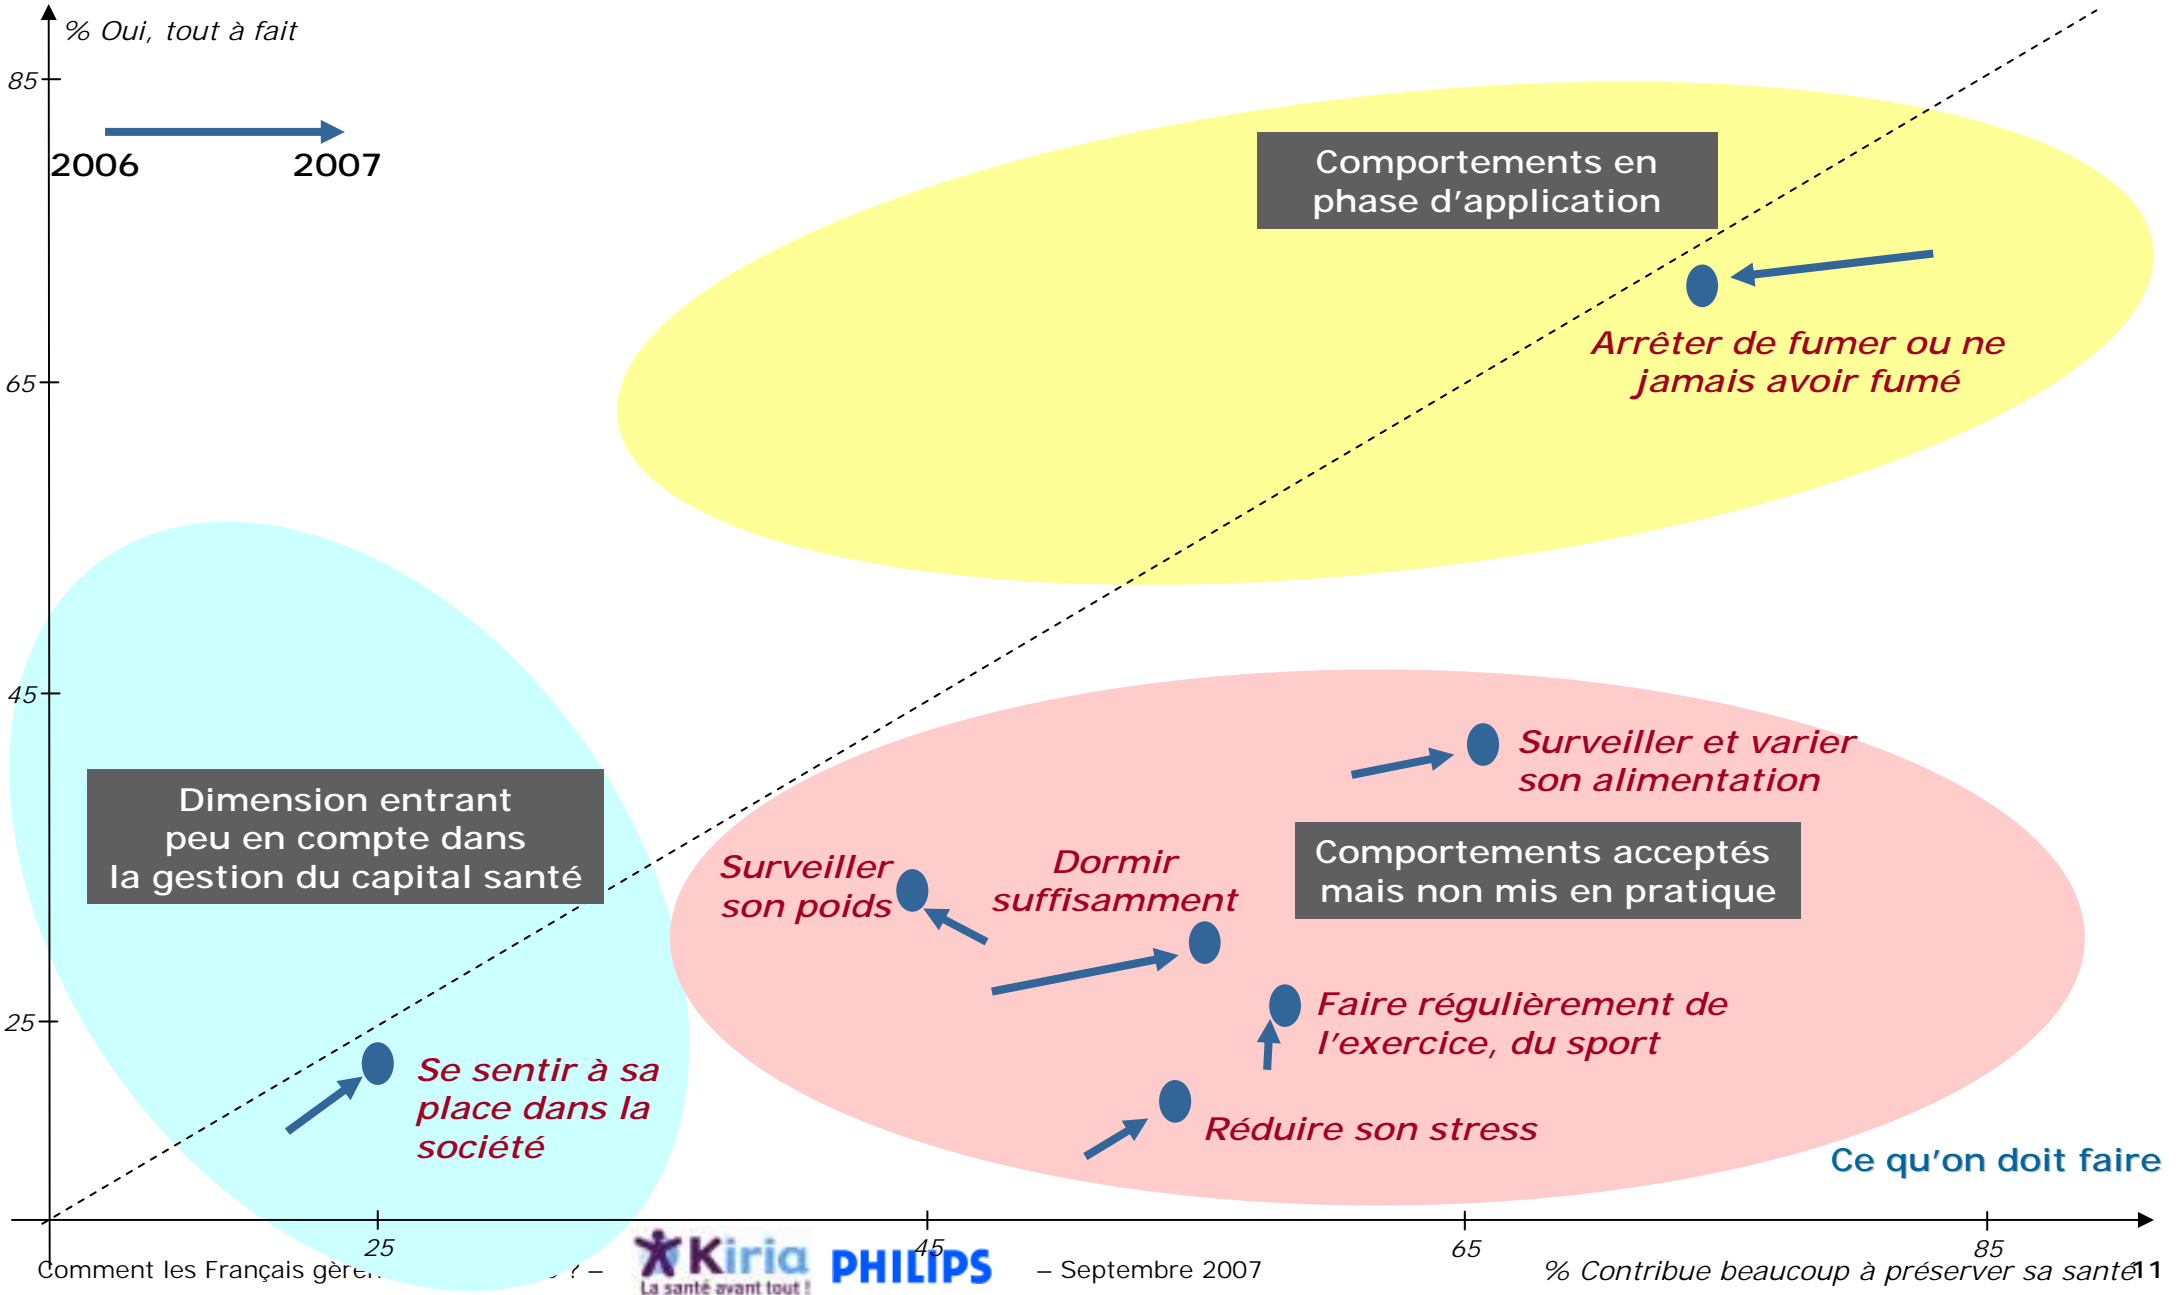 % Oui, tout à fait
85
2006 2007
Comportements en
phase d’application
Arrêter de fumer ou ne
jamais avoir fumé
65
45
Surveiller et varier
son alimentation
Dimension entrant
peu en compte dans
la gestion du capital santé
Comportements acceptés
mais non mis en pratique
Surveiller
son poids
Dormir
suffisamment
25
Faire régulièrement de
l’exercice, du sport
Se sentir à sa
place dans la
société
Réduire son stress
Ce qu’on doit faire
25 45 65 85
Comment les Français gèren ? –
Kiria
La santé avant tout !
PHILIPS
– Septembre 2007
% Contribue beaucoup à préserver sa santé
11